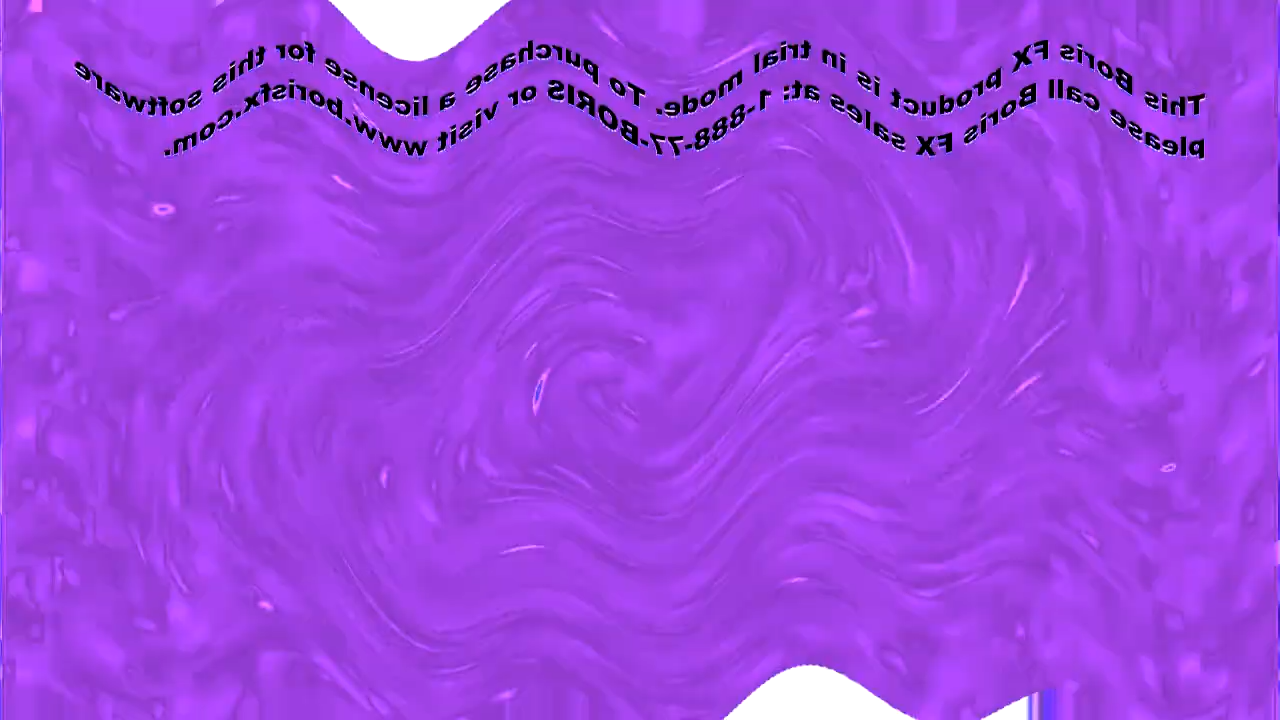 This Boris FX product is in trial mode. To purchase a license for this software
please call Boris FX sales at: 1-888-77-BORIS or visit www.borisfx.com.